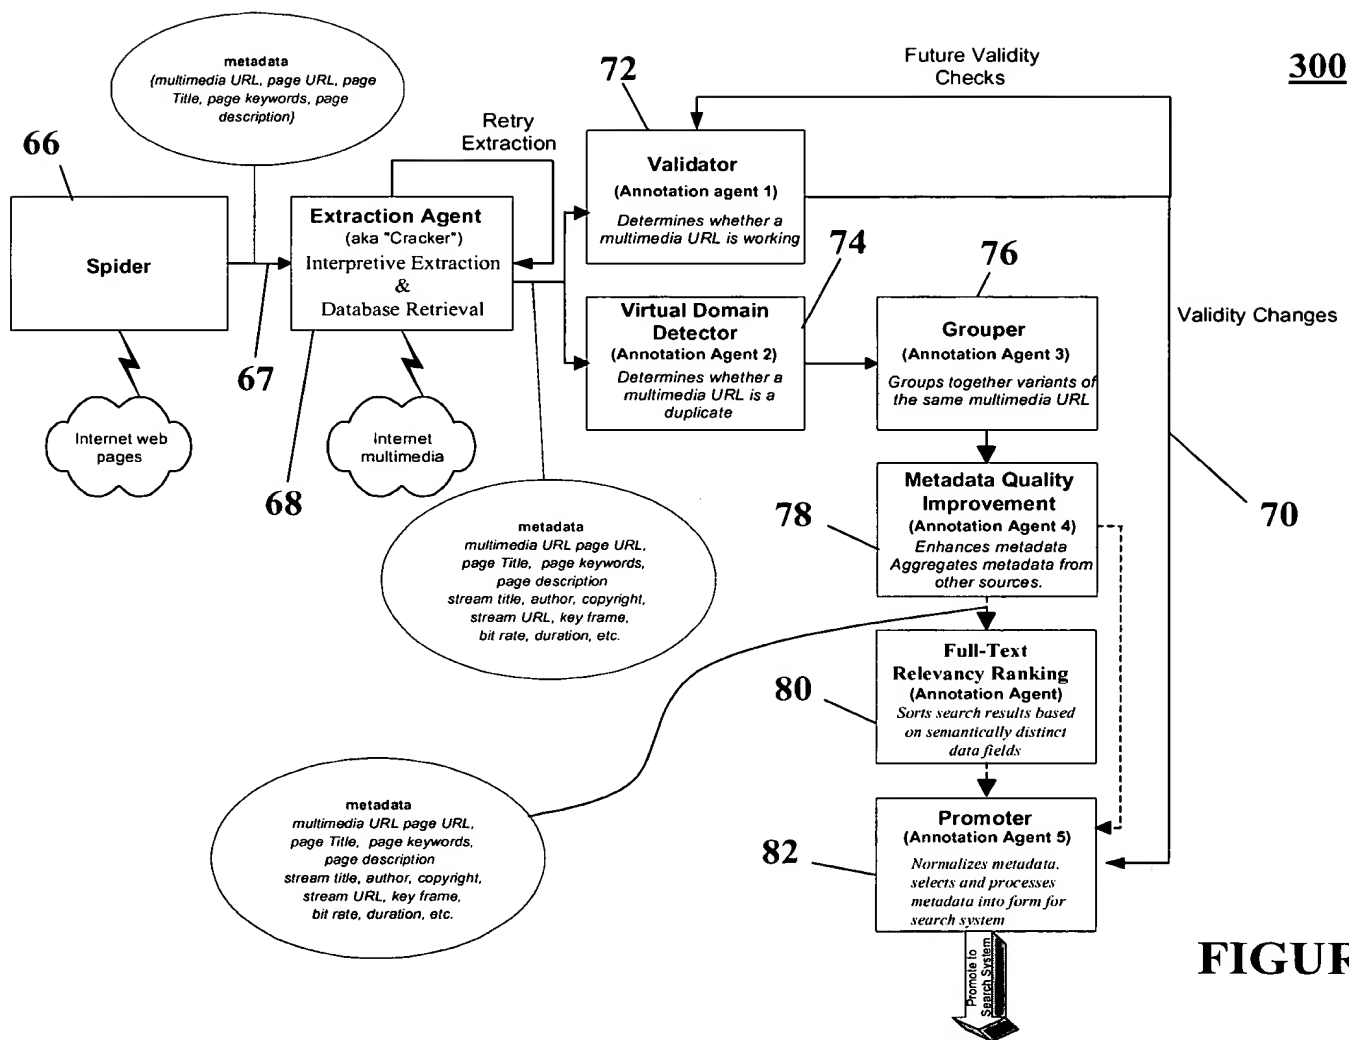 metadata
{multimedia URL, page URL, page
Title, page keywords, page
description}
66
Spider
Internet web
pages
67
Extraction Agent
(aka "Cracker")
Interpretive Extraction
&
Database Retrieval
68
Internet
multimedia
Retry
Extraction
72
Validator
(Annotation agent 1)
Determines whether a
multimedia URL is working
Future Validity
Checks
300
74
Virtual Domain
Detector
(Annotation Agent 2)
Determines whether a
multimedia URL is a
duplicate
76
Grouper
(Annotation Agent 3)
Groups together variants of
the same multimedia URL
Validity Changes
70
metadata
multimedia URL page URL,
page Title, page keywords,
page description
stream title, author, copyright,
stream URL, key frame,
bit rate, duration, etc.
78
Metadata Quality
Improvement
(Annotation Agent 4)
Enhances metadata
Aggregates metadata from
other sources.
80
Full-Text
Relevancy Ranking
(Annotation Agent)
Sorts search results based
on semantically distinct
data fields
metadata
multimedia URL page URL,
page Title, page keywords,
page description
stream title, author, copyright,
stream URL, key frame,
bit rate, duration, etc.
82
Promoter
(Annotation Agent 5)
Normalizes metadata,
selects and processes
metadata into form for
search system
Promote to
Search System
FIGUR